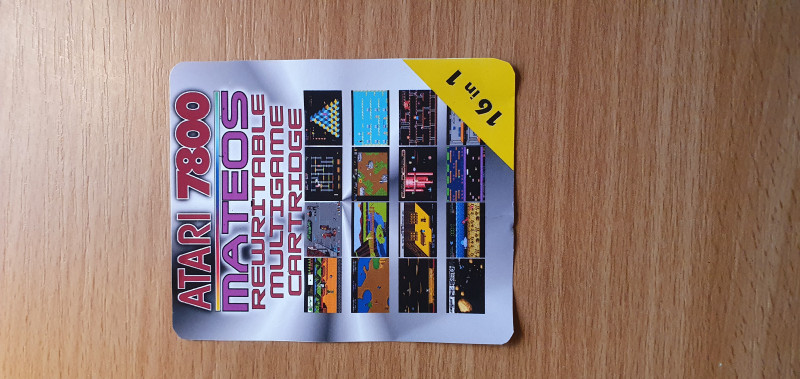 ATARI 7800
MATEOS
REWRITABLE
MULTIGAME
CARTRIDGE
16 in 1